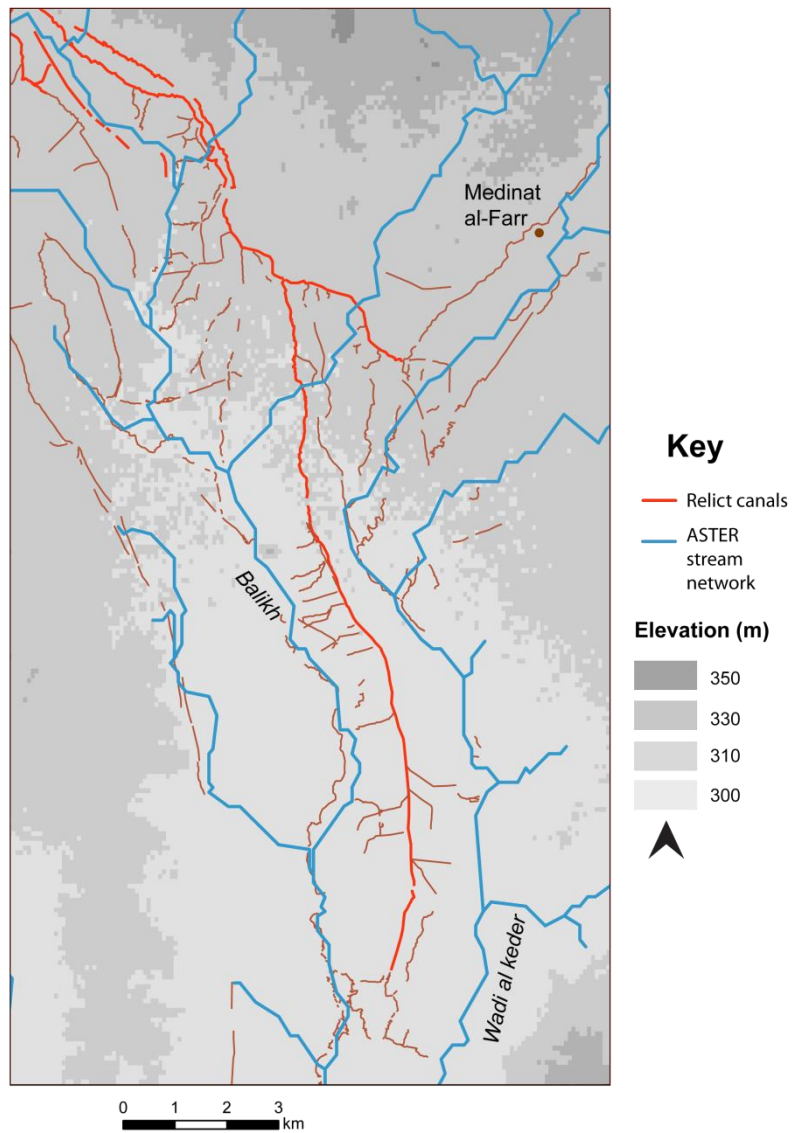 Medinat
al-Farr
Balikh
Wadi al keder
Key
Relict canals
ASTER
stream
network
Elevation (m)
350
330
310
300
0 1 2 3
km